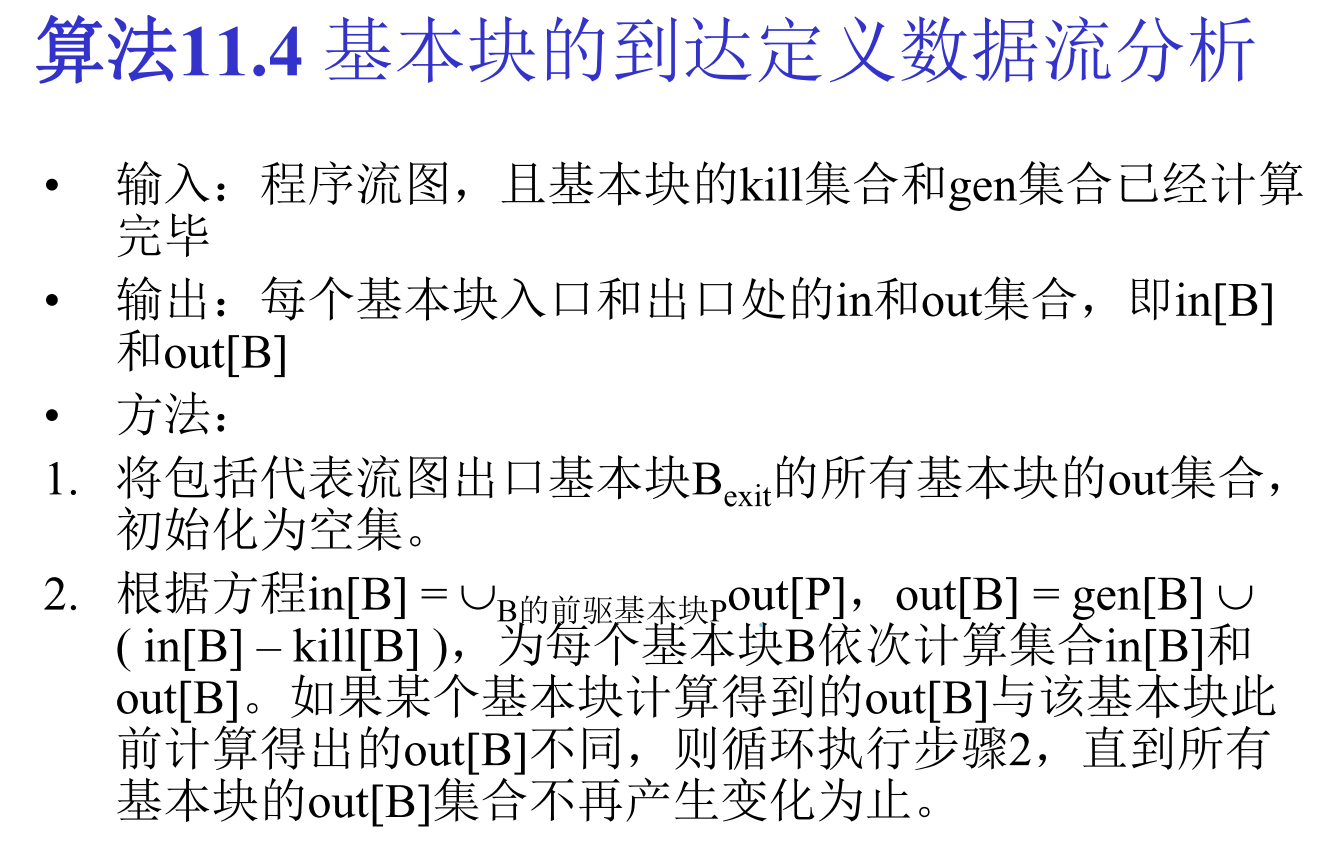 算法11.4 基本块的到达定义数据流分析
• 输入：程序流图，且基本块的kill集合和gen集合已经计算
完毕
• 输出：每个基本块入口和出口处的in和out集合，即in[B]
和out[B]
• 方法：
1. 将包括代表流图出口基本块Bexit的所有基本块的out集合，
初始化为空集。
2. 根据方程in[B] = ∪B的前驱基本块Pout[P]，out[B] = gen[B] ∪
( in[B] – kill[B] )，为每个基本块B依次计算集合in[B]和
out[B]。如果某个基本块计算得到的out[B]与该基本块此
前计算得出的out[B]不同，则循环执行步骤2，直到所有
基本块的out[B]集合不再产生变化为止。